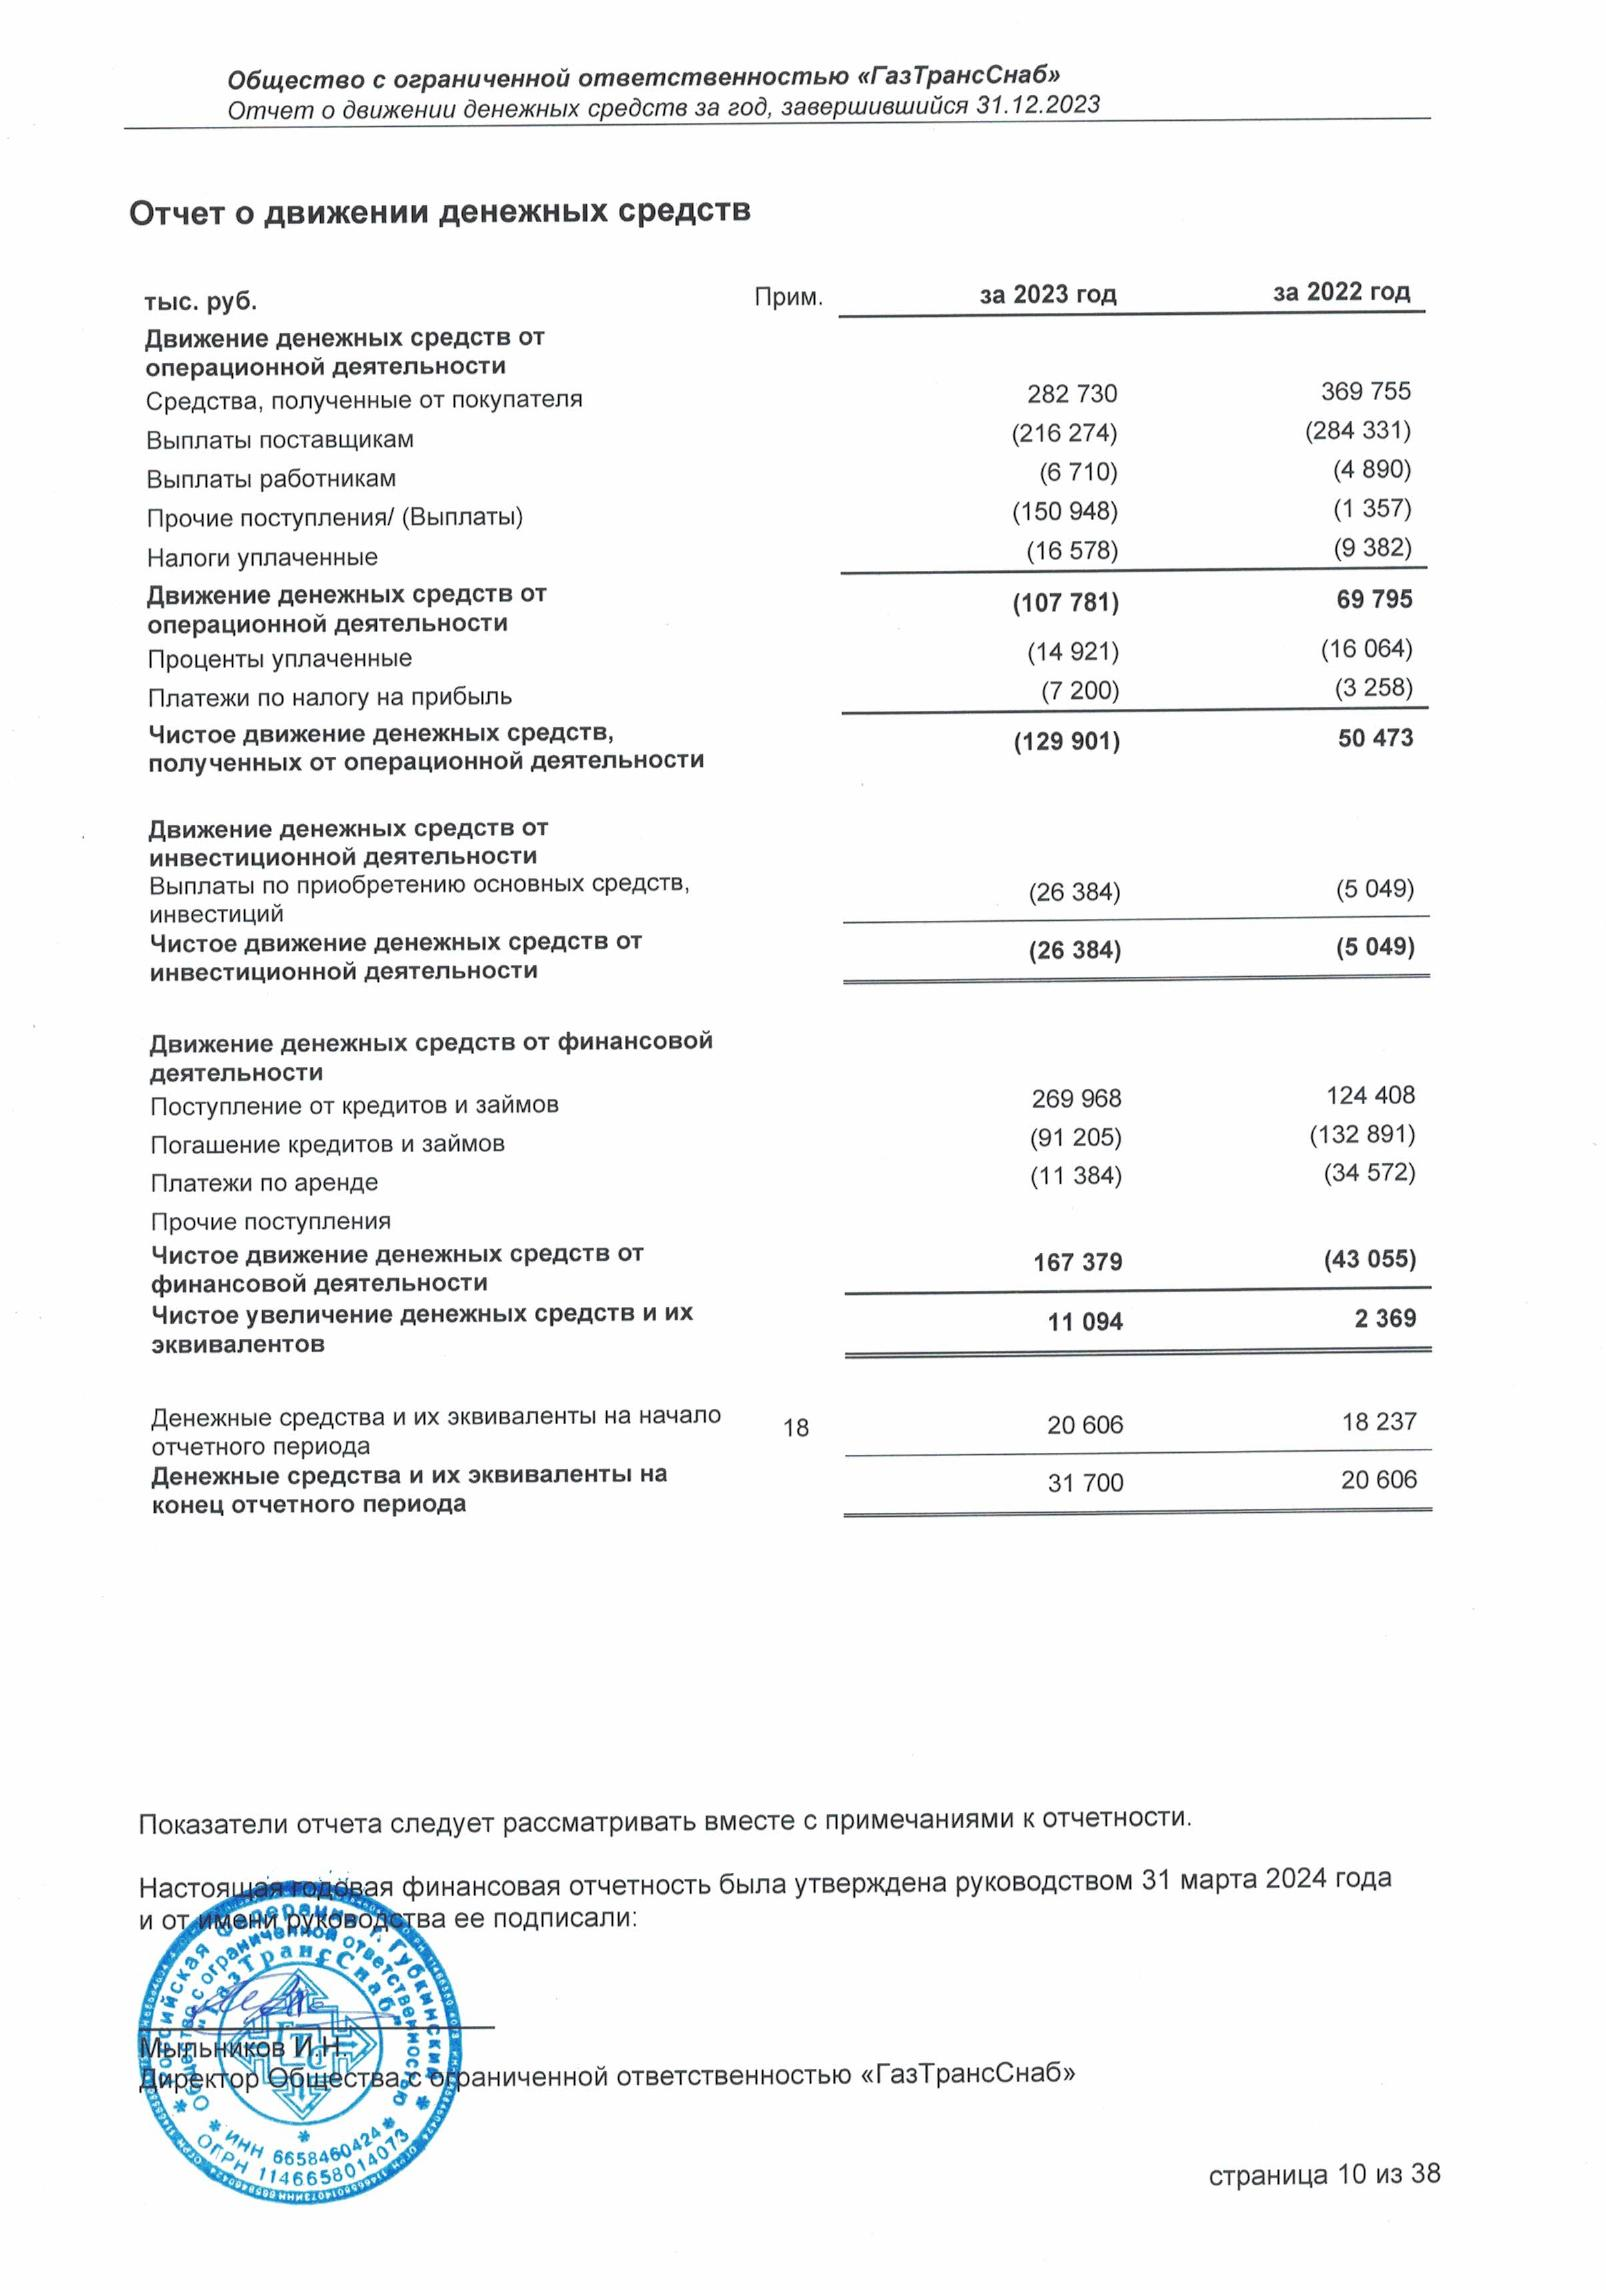 Общество с ограниченной ответственностью «ГазТрансСнаб»
Отчет о движении денежных средств за год, завершившийся 31.12.2023
Отчет о движении денежных средств
тыс. руб. Прим. за 2023 год за 2022 год
Движение денежных средств от
операционной деятельности
Средства, полученные от покупателя 282 730 369 755
Выплаты поставщикам (216 274) (284 331)
Выплаты работникам (6 710) (4 890)
Прочие поступления/ (Выплаты) (150 948) (1 357)
Налоги уплаченные (16 578) (9 382)
Движение денежных средств от
операционной деятельности (107 781) 69 795
Проценты уплаченные (14 921) (16 064)
Платежи по налогу на прибыль (7 200) (3 258)
Чистое движение денежных средств,
полученных от операционной деятельности (129 901) 50 473
Движение денежных средств от
инвестиционной деятельности
Выплаты по приобретению основных средств,
инвестиций (26 384) (5 049)
Чистое движение денежных средств от
инвестиционной деятельности (26 384) (5 049)
Движение денежных средств от финансовой
деятельности
Поступление от кредитов и займов 269 968 124 408
Погашение кредитов и займов (91 205) (132 891)
Платежи по аренде (11 384) (34 572)
Прочие поступления
Чистое движение денежных средств от
финансовой деятельности 167 379 (43 055)
Чистое увеличение денежных средств и их
эквивалентов 11 094 2 369
Денежные средства и их эквиваленты на начало
отчетного периода 18 20 606 18 237
Денежные средства и их эквиваленты на
конец отчетного периода 31 700 20 606
Показатели отчета следует рассматривать вместе с примечаниями к отчетности.
Настоящая годовая финансовая отчетность была утверждена руководством 31 марта 2024 года
и от имени руководства ее подписали:
Мыльников И.Н.
Директор Общества с ограниченной ответственностью «ГазТрансСнаб»
Российская Федерация г. Губкинский
Общество с ограниченной ответственностью
"ГазТрансСнаб"
ГТС
ИНН 6658460424
ОГРН 1146658014073
страница 10 из 38